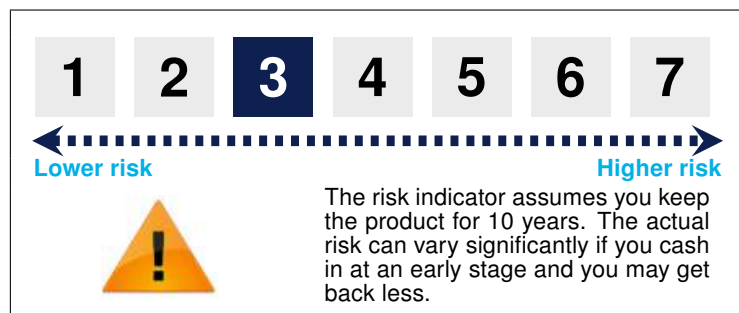 1 2 3 4 5 6 7
Lower risk Higher risk
The risk indicator assumes you keep
the product for 10 years. The actual
risk can vary significantly if you cash
in at an early stage and you may get
back less.